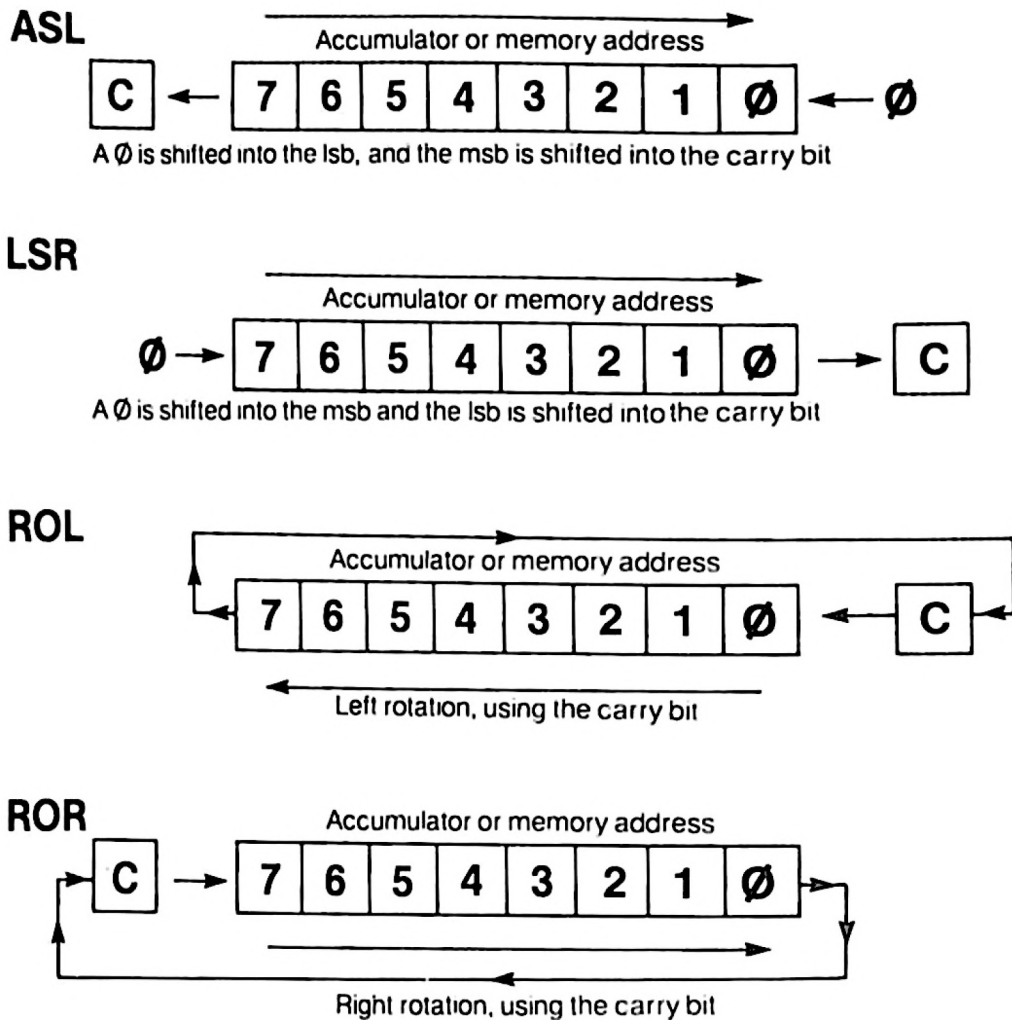 ASL
Accumulator or memory address
C 7 6 5 4 3 2 1 Ø Ø
A Ø is shifted into the lsb, and the msb is shifted into the carry bit
LSR
Accumulator or memory address
Ø 7 6 5 4 3 2 1 Ø C
A Ø is shifted into the msb and the lsb is shifted into the carry bit
ROL
Accumulator or memory address
7 6 5 4 3 2 1 Ø C
Left rotation, using the carry bit
ROR
Accumulator or memory address
C 7 6 5 4 3 2 1 Ø
Right rotation, using the carry bit